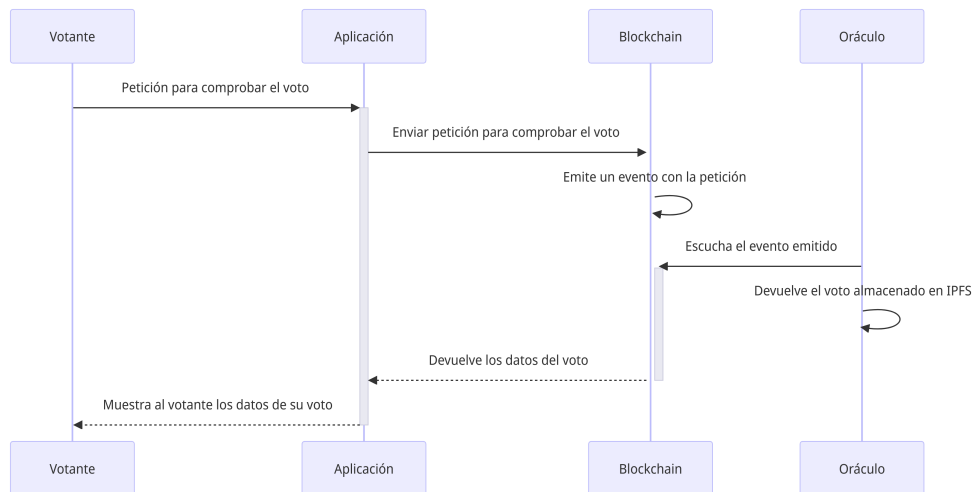 Votante
Aplicación
Blockchain
Oráculo
Petición para comprobar el voto
Enviar petición para comprobar el voto
Emite un evento con la petición
Escucha el evento emitido
Devuelve el voto almacenado en IPFS
Devuelve los datos del voto
Muestra al votante los datos de su voto
Votante
Aplicación
Blockchain
Oráculo